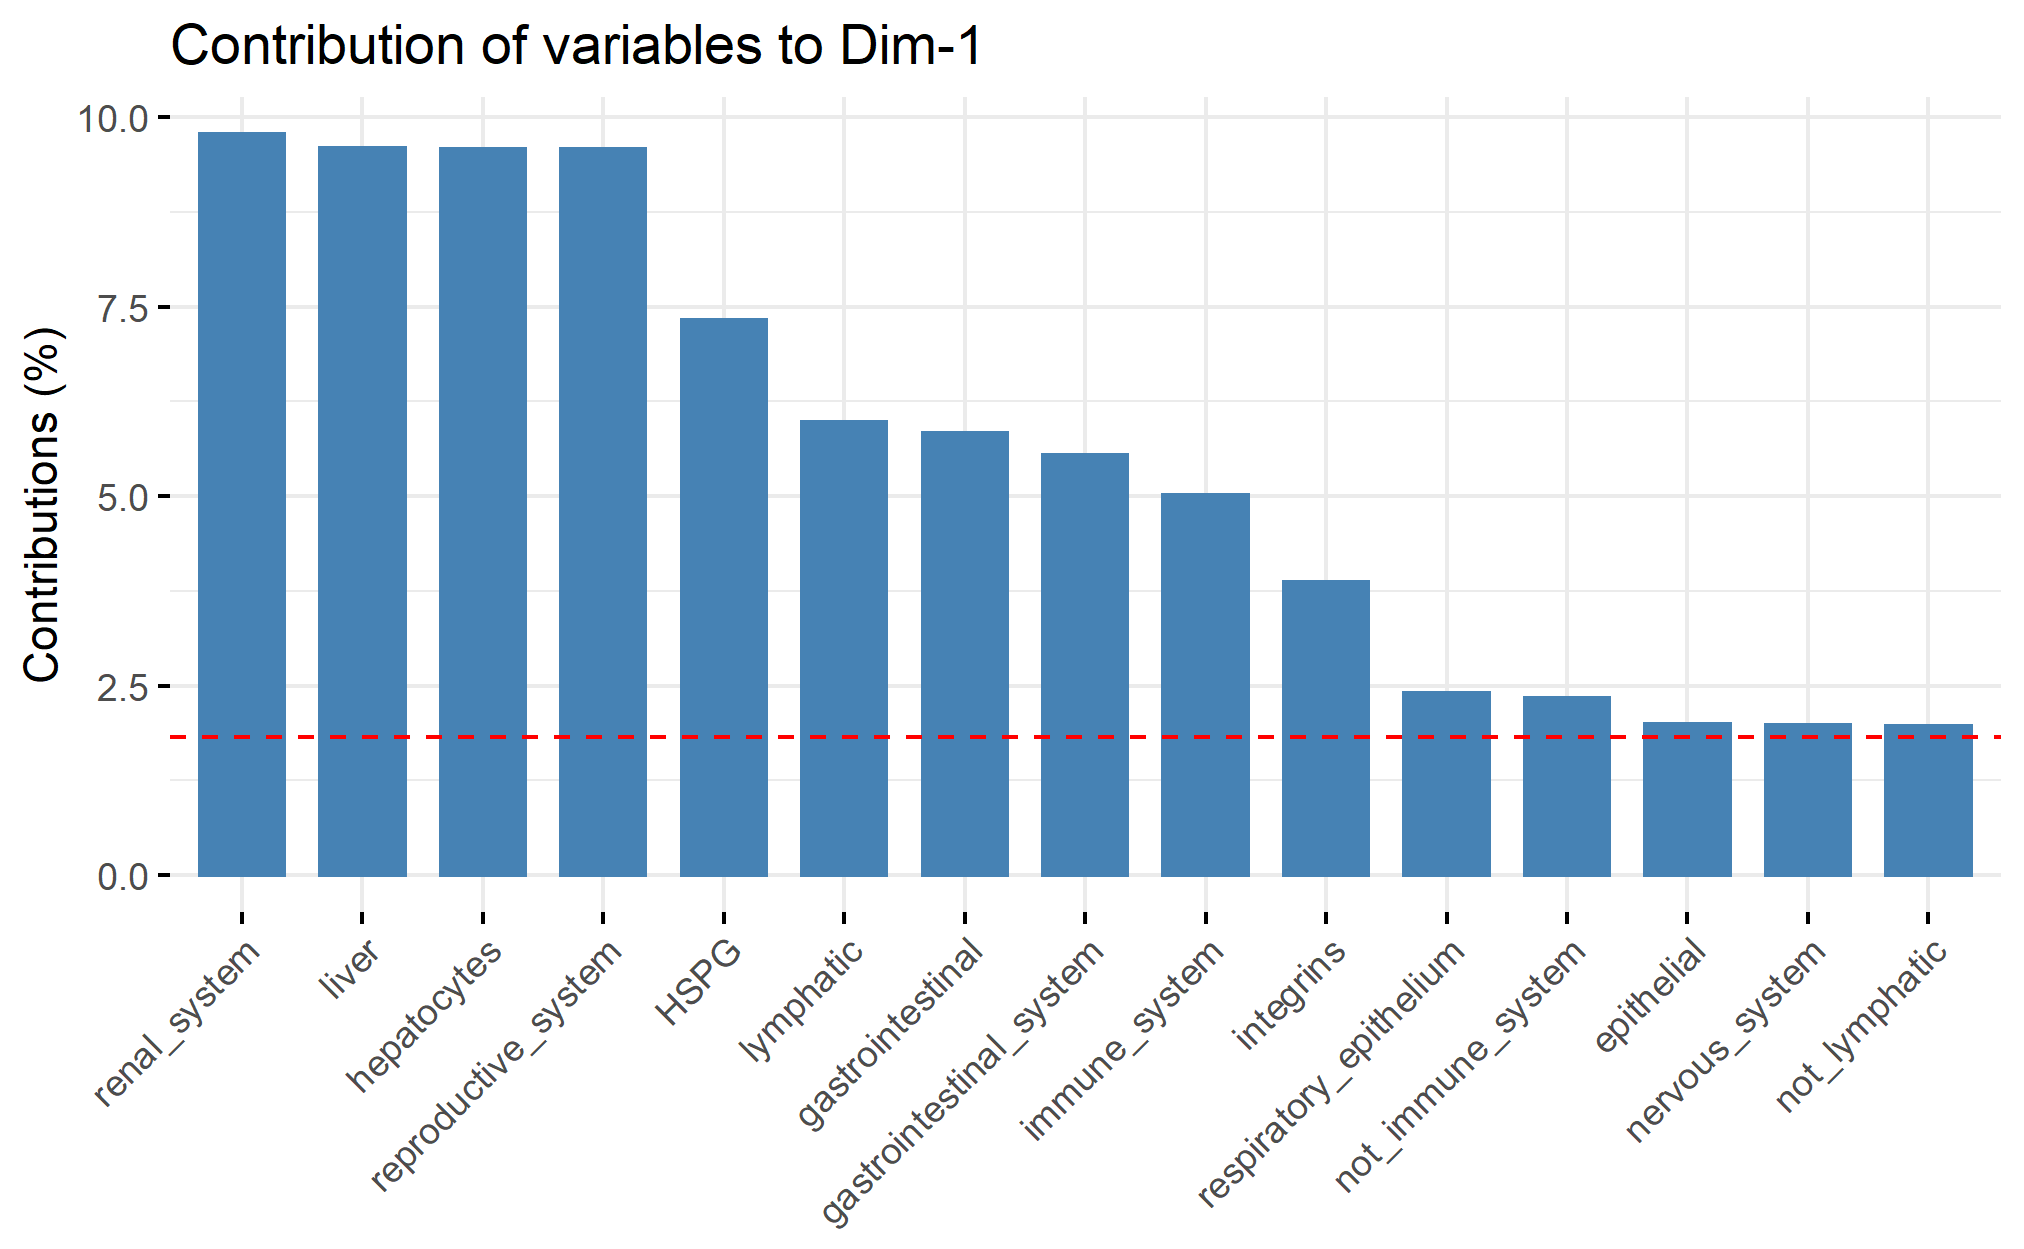 Contribution of variables to Dim-1
Contributions (%)
10.0
7.5
5.0
2.5
0.0
renal_system
liver
hepatocytes
reproductive_system
HSPG
lymphatic
gastrointestinal
gastrointestinal_system
immune_system
integrins
respiratory_epithelium
not_immune_system
epithelial
nervous_system
not_lymphatic